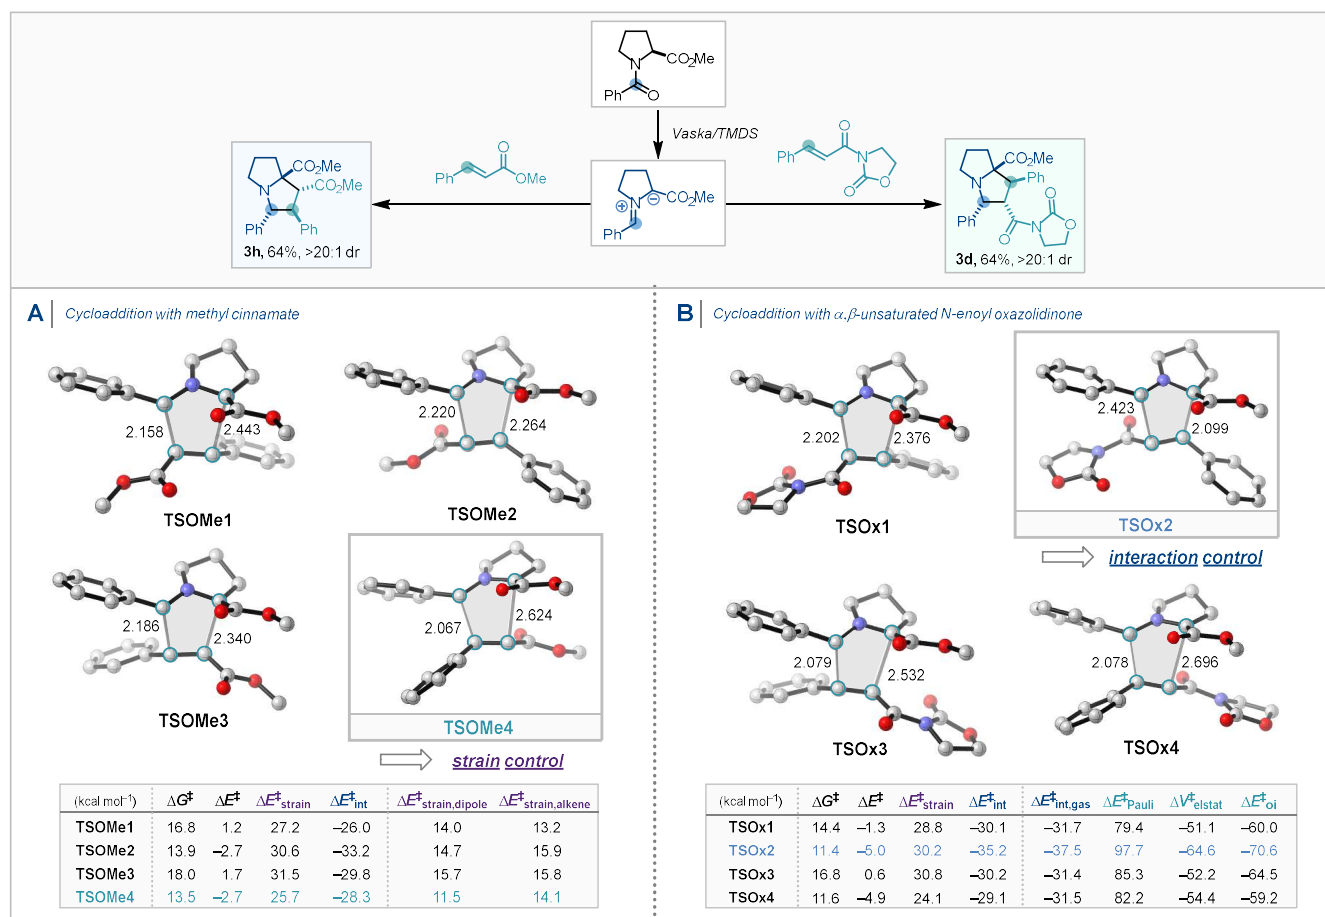 CO₂Me
N
Ph
O
Vaska/TMDS
CO₂Me
CO₂Me
N
Ph
Ph
3h, 64%, >20:1 dr
O
Ph
OMe
CO₂Me
N
⊕
⊖
Ph
O
Ph
N
O
O
CO₂Me
N
Ph
Ph
O
N
O
O
3d, 64%, >20:1 dr
A | Cycloaddition with methyl cinnamate
2.158
2.443
TSOMe1
2.220
2.264
TSOMe2
2.186
2.340
TSOMe3
2.067
2.624
TSOMe4
strain control
(kcal mol⁻¹) ΔG‡ ΔE‡ ΔE‡strain ΔE‡int ΔE‡strain,dipole ΔE‡strain,alkene
TSOMe1 16.8 1.2 27.2 −26.0 14.0 13.2
TSOMe2 13.9 −2.7 30.6 −33.2 14.7 15.9
TSOMe3 18.0 1.7 31.5 −29.8 15.7 15.8
TSOMe4 13.5 −2.7 25.7 −28.3 11.5 14.1
B | Cycloaddition with α,β-unsaturated N-enoyl oxazolidinone
2.202
2.376
TSOx1
2.423
2.099
TSOx2
interaction control
2.079
2.532
TSOx3
2.078
2.696
TSOx4
(kcal mol⁻¹) ΔG‡ ΔE‡ ΔE‡strain ΔE‡int ΔE‡int,gas ΔE‡Pauli ΔV‡elstat ΔE‡oi
TSOx1 14.4 −1.3 28.8 −30.1 −31.7 79.4 −51.1 −60.0
TSOx2 11.4 −5.0 30.2 −35.2 −37.5 97.7 −64.6 −70.6
TSOx3 16.8 0.6 30.8 −30.2 −31.4 85.3 −52.2 −64.5
TSOx4 11.6 −4.9 24.1 −29.1 −31.5 82.2 −54.4 −59.2